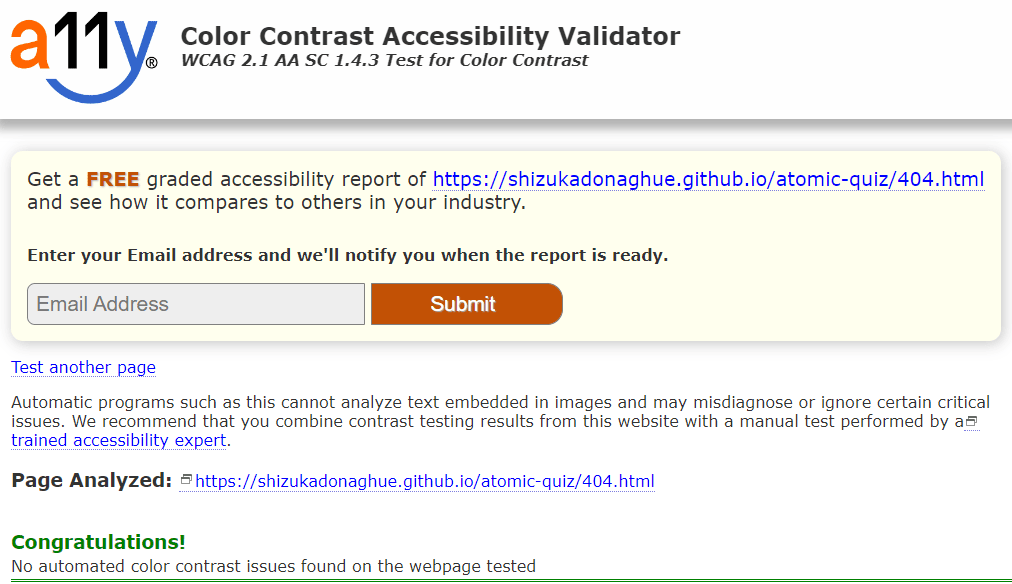 a11y®
Color Contrast Accessibility Validator
WCAG 2.1 AA SC 1.4.3 Test for Color Contrast
Get a FREE graded accessibility report of https://shizukadonaghue.github.io/atomic-quiz/404.html
and see how it compares to others in your industry.
Enter your Email address and we'll notify you when the report is ready.
Email Address
Submit
Test another page
Automatic programs such as this cannot analyze text embedded in images and may misdiagnose or ignore certain critical
issues. We recommend that you combine contrast testing results from this website with a manual test performed by a
trained accessibility expert.
Page Analyzed: https://shizukadonaghue.github.io/atomic-quiz/404.html
Congratulations!
No automated color contrast issues found on the webpage tested